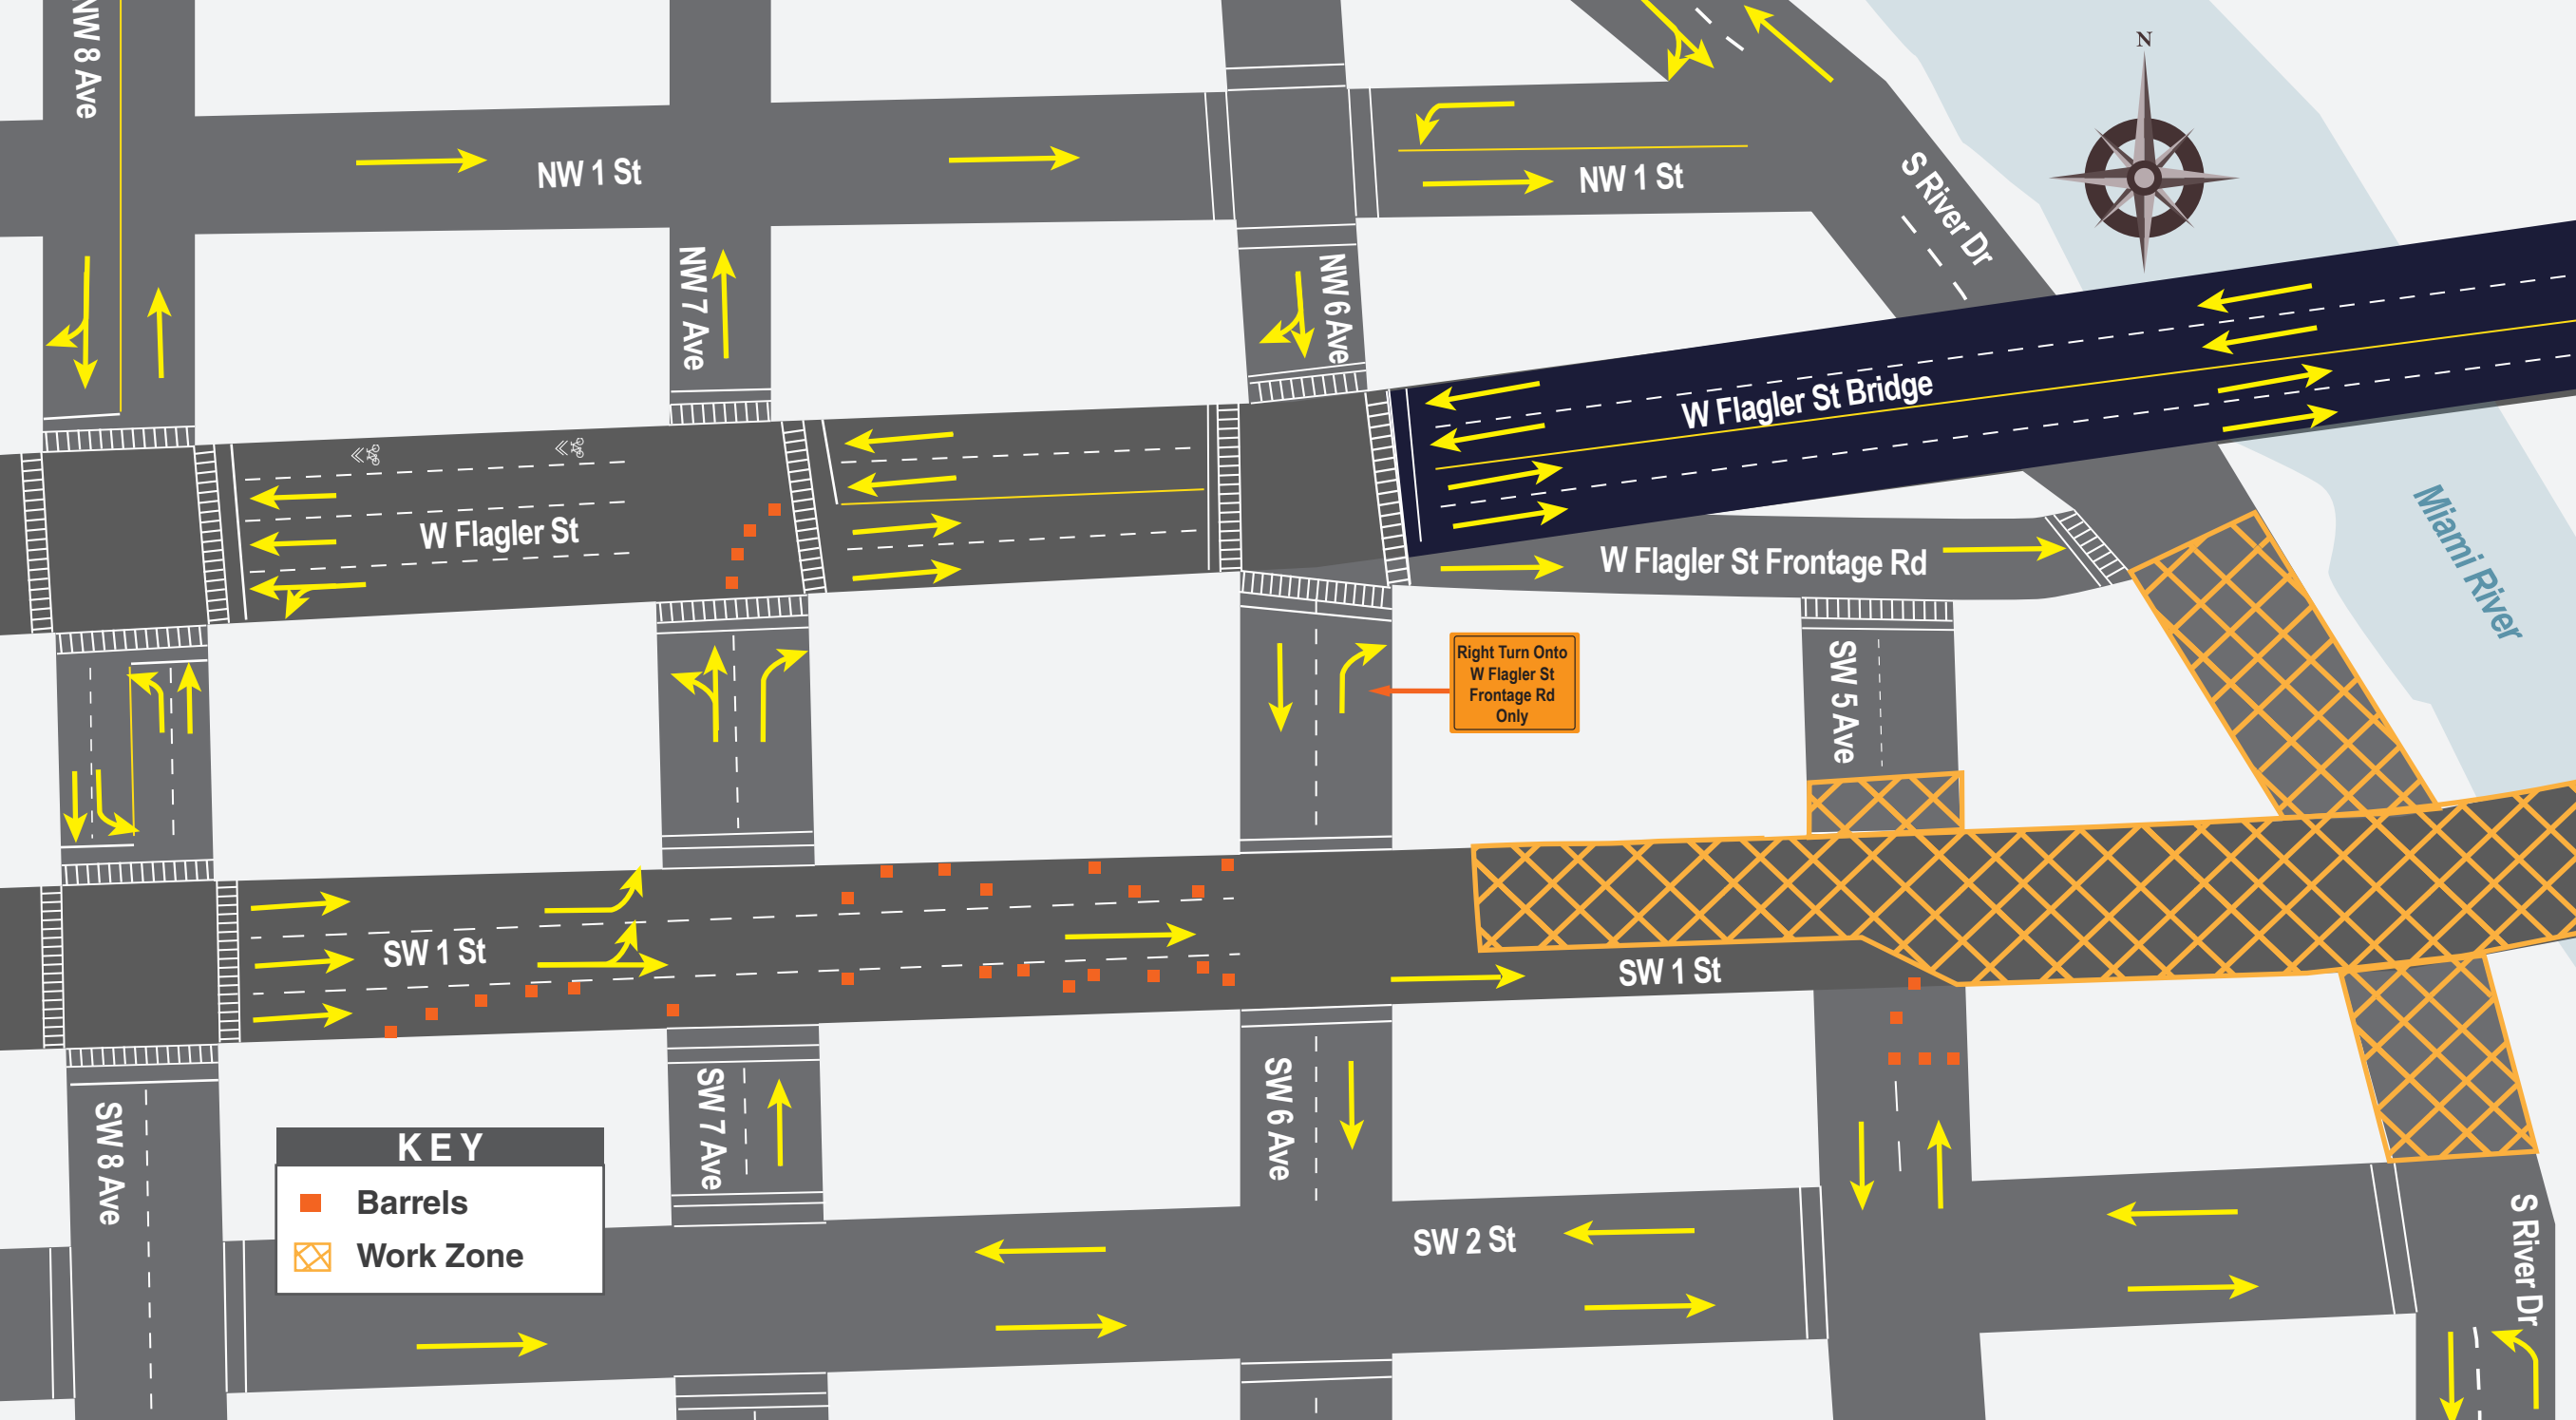 NW 8 Ave
N
NW 1 St
NW 1 St
S River Dr
NW 7 Ave
NW 6 Ave
W Flagler St Bridge
W Flagler St
W Flagler St Frontage Rd
Miami River
Right Turn Onto
W Flagler St
Frontage Rd
Only
SW 5 Ave
SW 1 St
SW 1 St
SW 8 Ave
SW 7 Ave
SW 6 Ave
KEY
Barrels
Work Zone
SW 2 St
S River Dr